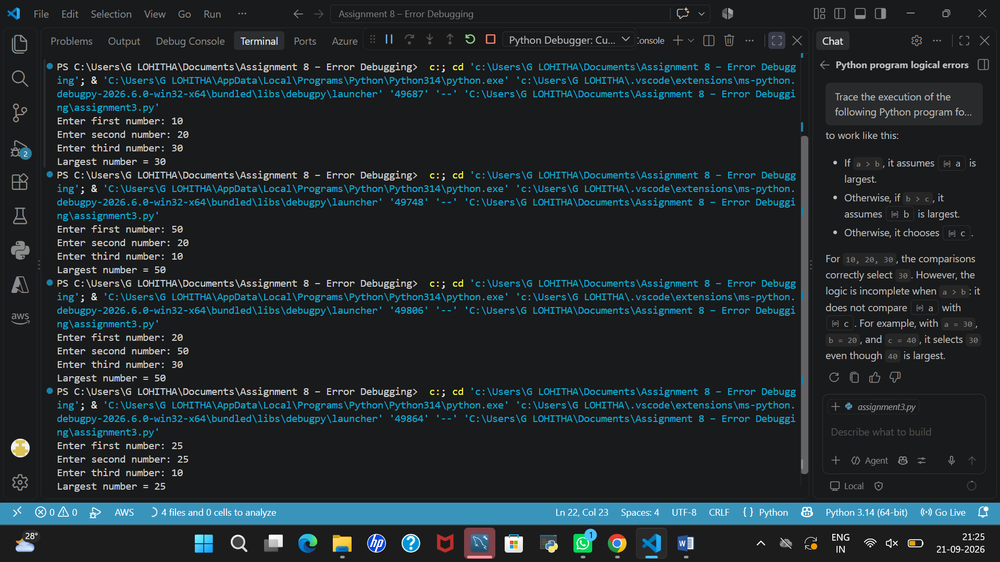 File Edit Selection View Go Run ···
Assignment 8 – Error Debugging
Problems Output Debug Console Terminal Ports Azure
Python Debugger: Cu...
Console
PS C:\Users\G LOHITHA\Documents\Assignment 8 – Error Debugging>  c:; cd 'c:\Users\G LOHITHA\Documents\Assignment 8 – Error Debugg
ing'; & 'C:\Users\G LOHITHA\AppData\Local\Programs\Python\Python314\python.exe' 'c:\Users\G LOHITHA\.vscode\extensions\ms-python.
debugpy-2026.6.0-win32-x64\bundled\libs\debugpy\launcher' '49687' '--' 'C:\Users\G LOHITHA\Documents\Assignment 8 – Error Debuggi
ng\assignment3.py'
Enter first number: 10
Enter second number: 20
Enter third number: 30
Largest number = 30
PS C:\Users\G LOHITHA\Documents\Assignment 8 – Error Debugging>  c:; cd 'c:\Users\G LOHITHA\Documents\Assignment 8 – Error Debugg
ing'; & 'C:\Users\G LOHITHA\AppData\Local\Programs\Python\Python314\python.exe' 'c:\Users\G LOHITHA\.vscode\extensions\ms-python.
debugpy-2026.6.0-win32-x64\bundled\libs\debugpy\launcher' '49748' '--' 'C:\Users\G LOHITHA\Documents\Assignment 8 – Error Debuggi
ng\assignment3.py'
Enter first number: 50
Enter second number: 20
Enter third number: 10
Largest number = 50
PS C:\Users\G LOHITHA\Documents\Assignment 8 – Error Debugging>  c:; cd 'c:\Users\G LOHITHA\Documents\Assignment 8 – Error Debugg
ing'; & 'C:\Users\G LOHITHA\AppData\Local\Programs\Python\Python314\python.exe' 'c:\Users\G LOHITHA\.vscode\extensions\ms-python.
debugpy-2026.6.0-win32-x64\bundled\libs\debugpy\launcher' '49806' '--' 'C:\Users\G LOHITHA\Documents\Assignment 8 – Error Debuggi
ng\assignment3.py'
Enter first number: 20
Enter second number: 50
Enter third number: 30
Largest number = 50
PS C:\Users\G LOHITHA\Documents\Assignment 8 – Error Debugging>  c:; cd 'c:\Users\G LOHITHA\Documents\Assignment 8 – Error Debugg
ing'; & 'C:\Users\G LOHITHA\AppData\Local\Programs\Python\Python314\python.exe' 'c:\Users\G LOHITHA\.vscode\extensions\ms-python.
debugpy-2026.6.0-win32-x64\bundled\libs\debugpy\launcher' '49864' '--' 'C:\Users\G LOHITHA\Documents\Assignment 8 – Error Debuggi
ng\assignment3.py'
Enter first number: 25
Enter second number: 25
Enter third number: 10
Largest number = 25
Chat
Python program logical errors
Trace the execution of the
following Python program fo...
to work like this:
• If a > b, it assumes a is
largest.
• Otherwise, if b > c, it
assumes b is largest.
• Otherwise, it chooses c.
For 10, 20, 30, the comparisons
correctly select 30. However, the
logic is incomplete when a > b: it
does not compare a with
c. For example, with a = 30,
b = 20, and c = 40, it selects 30
even though 40 is largest.
assignment3.py
Describe what to build
Agent
Local
2
aws
0 0 AWS 4 files and 0 cells to analyze
Ln 22, Col 23 Spaces: 4 UTF-8 CRLF { } Python Python 3.14 (64-bit) Go Live
28°
hp
?
1
ENG
IN
21:25
21-09-2026